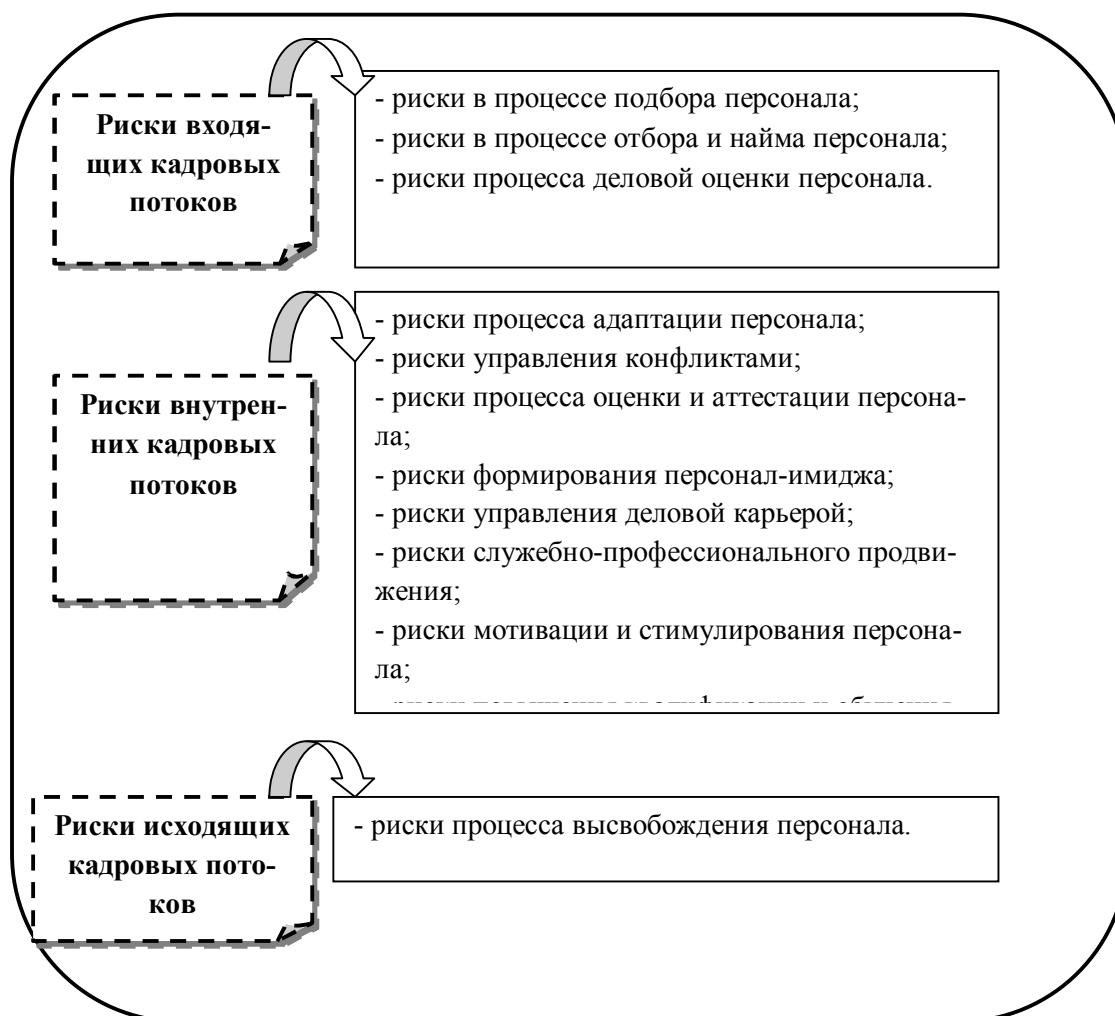 Риски входя-
щих кадровых
потоков
- риски в процессе подбора персонала;
- риски в процессе отбора и найма персонала;
- риски процесса деловой оценки персонала.
Риски внутрен-
них кадровых
потоков
- риски процесса адаптации персонала;
- риски управления конфликтами;
- риски процесса оценки и аттестации персона-
ла;
- риски формирования персонал-имиджа;
- риски управления деловой карьерой;
- риски служебно-профессионального продви-
жения;
- риски мотивации и стимулирования персона-
ла;
Риски исходящих
кадровых пото-
ков
- риски процесса высвобождения персонала.